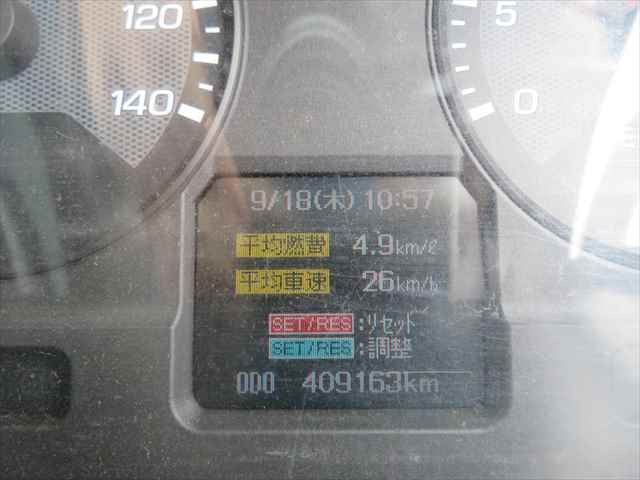 120
140
5
0
9/18(木) 10:57
平均燃費 4.9km/ℓ
平均車速 26km/h
SET/RES:リセット
SET/RES:調整
ODO 409163km